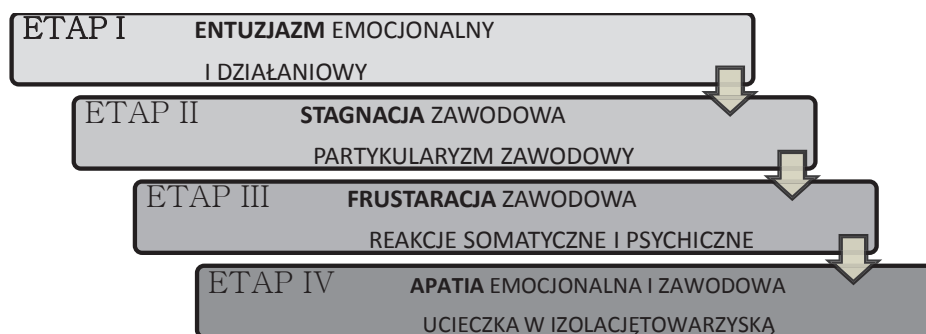 ETAP I ENTUZJAZM EMOCJONALNY
I DZIAŁANIOWY
ETAP II STAGNACJA ZAWODOWA
PARTYKULARYZM ZAWODOWY
ETAP III FRUSTARACJA ZAWODOWA
REAKCJE SOMATYCZNE I PSYCHICZNE
ETAP IV APATIA EMOCJONALNA I ZAWODOWA
UCIECZKA W IZOLACJĘTOWARZYSKĄ